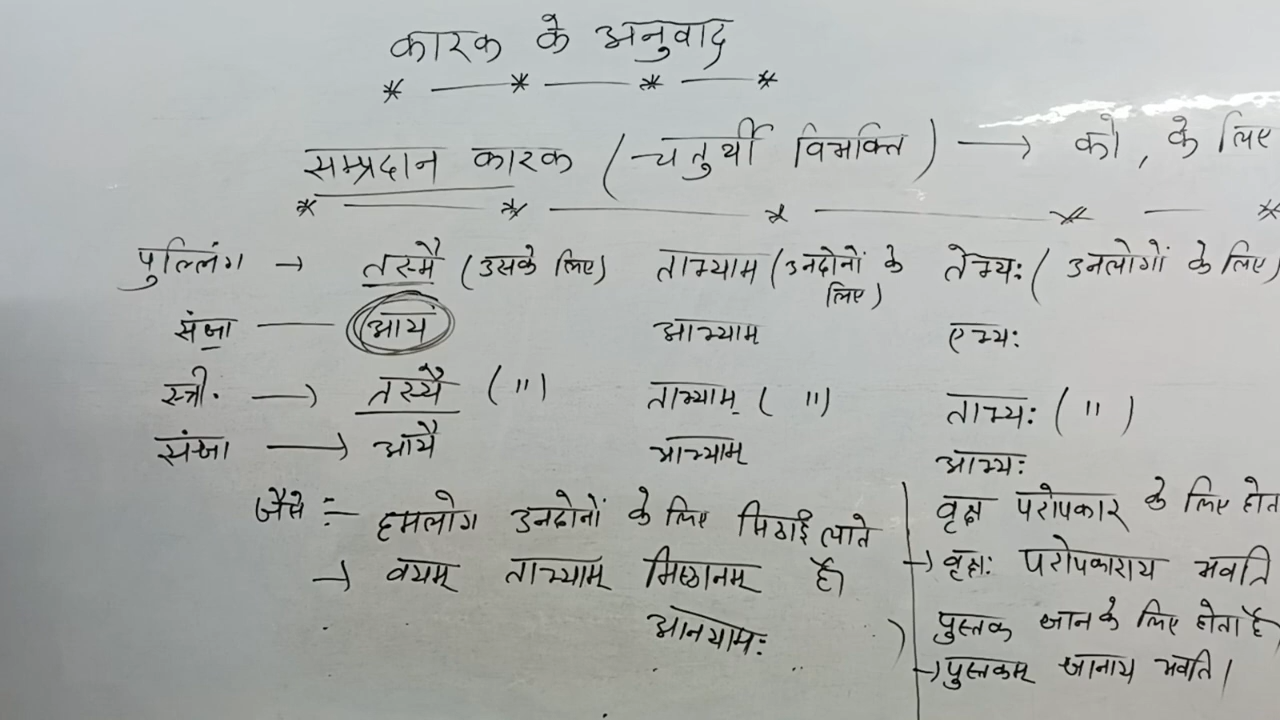 कारक के अनुवाद
* — * — * — *
सम्प्रदान कारक ( चतुर्थी विभक्ति ) → को , के लिए
* — * — * — * — *
पुल्लिंग → तस्मै (उसके लिए) ताभ्याम (उनदोनों के लिए) तेभ्यः ( उनलोगों के लिए)
संज्ञा — आय आभ्याम एभ्यः
स्त्री. → तस्यै ( " ) ताभ्याम् ( " ) ताभ्यः ( " )
संज्ञा → आयै आभ्याम् आभ्यः
जैसे :- हमलोग उनदोनों के लिए मिठाई लाते है
→ वयम् ताभ्याम् मिष्ठानम् आनयामः
वृक्ष परोपकार के लिए होत
→ वृक्षः परोपकाराय भवति
पुस्तक ज्ञान के लिए होता है
→ पुस्तकम् ज्ञानाय भवति।